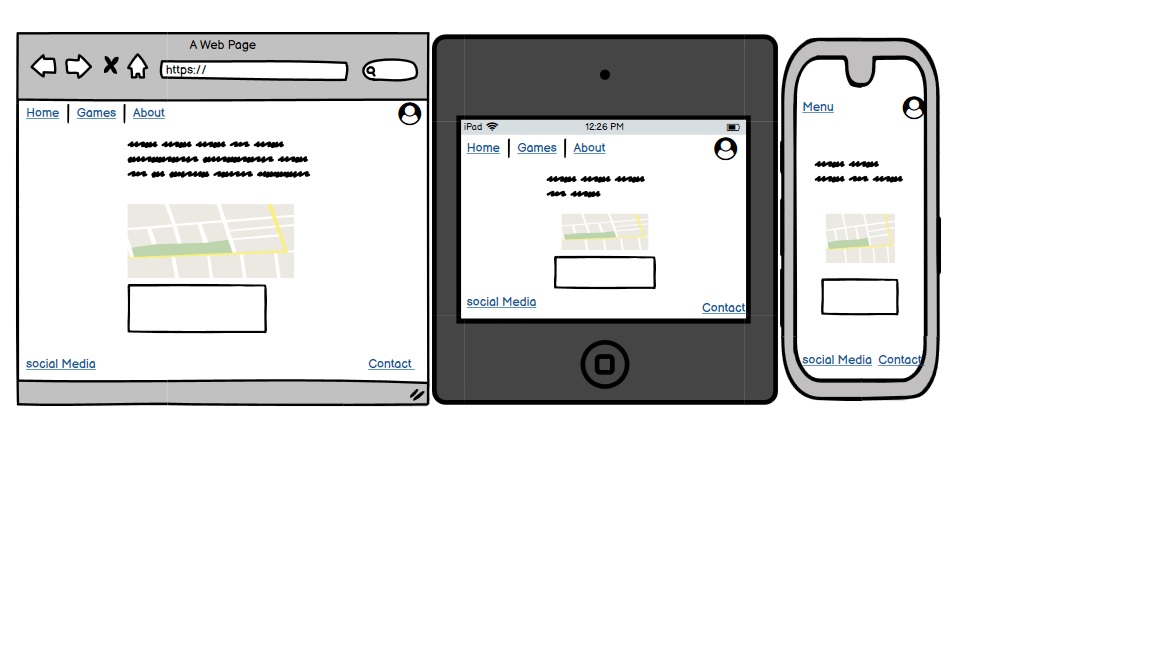 A Web Page
https://
Home Games About
social Media Contact
iPad 12:26 PM
Home Games About
social Media Contact
Menu
social Media Contact